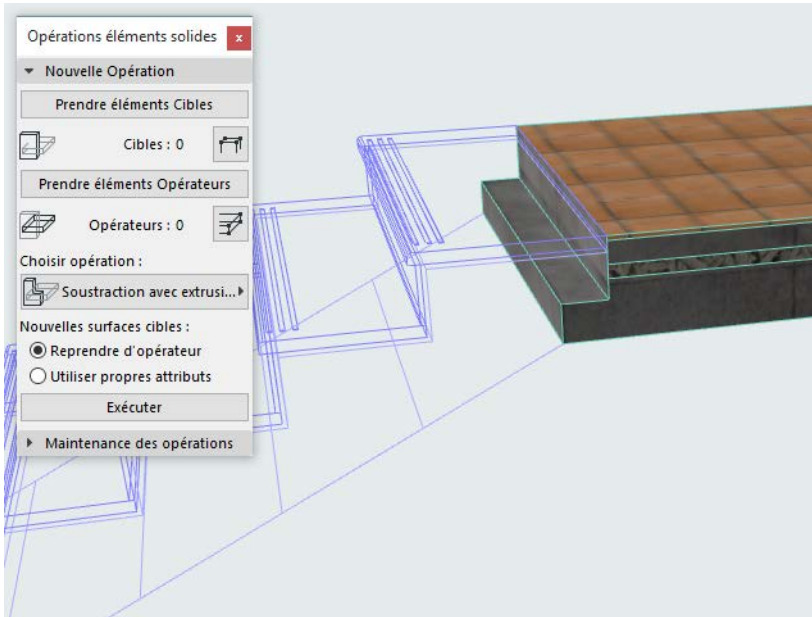 Opérations éléments solides
x
Nouvelle Opération
Prendre éléments Cibles
Cibles : 0
Prendre éléments Opérateurs
Opérateurs : 0
Choisir opération :
Soustraction avec extrusi...
Nouvelles surfaces cibles :
Reprendre d'opérateur
Utiliser propres attributs
Exécuter
Maintenance des opérations